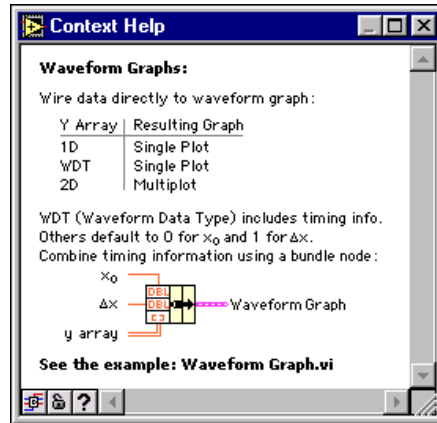 Context Help
Waveform Graphs:
Wire data directly to waveform graph:
Y Array Resulting Graph
1D Single Plot
WDT Single Plot
2D Multiplot
WDT (Waveform Data Type) includes timing info.
Others default to 0 for x₀ and 1 for Δx.
Combine timing information using a bundle node:
x₀
DBL
Δx DBL Waveform Graph
[ ]
y array
See the example: Waveform Graph.vi
?